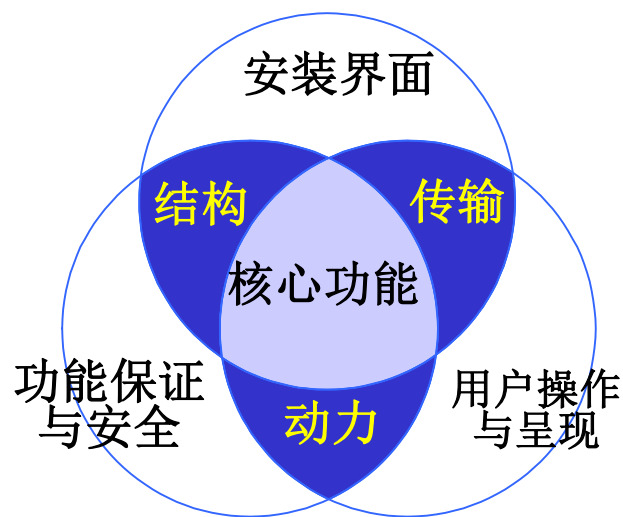 安装界面
结构
传输
核心功能
功能保证
与安全
用户操作
与呈现
动力